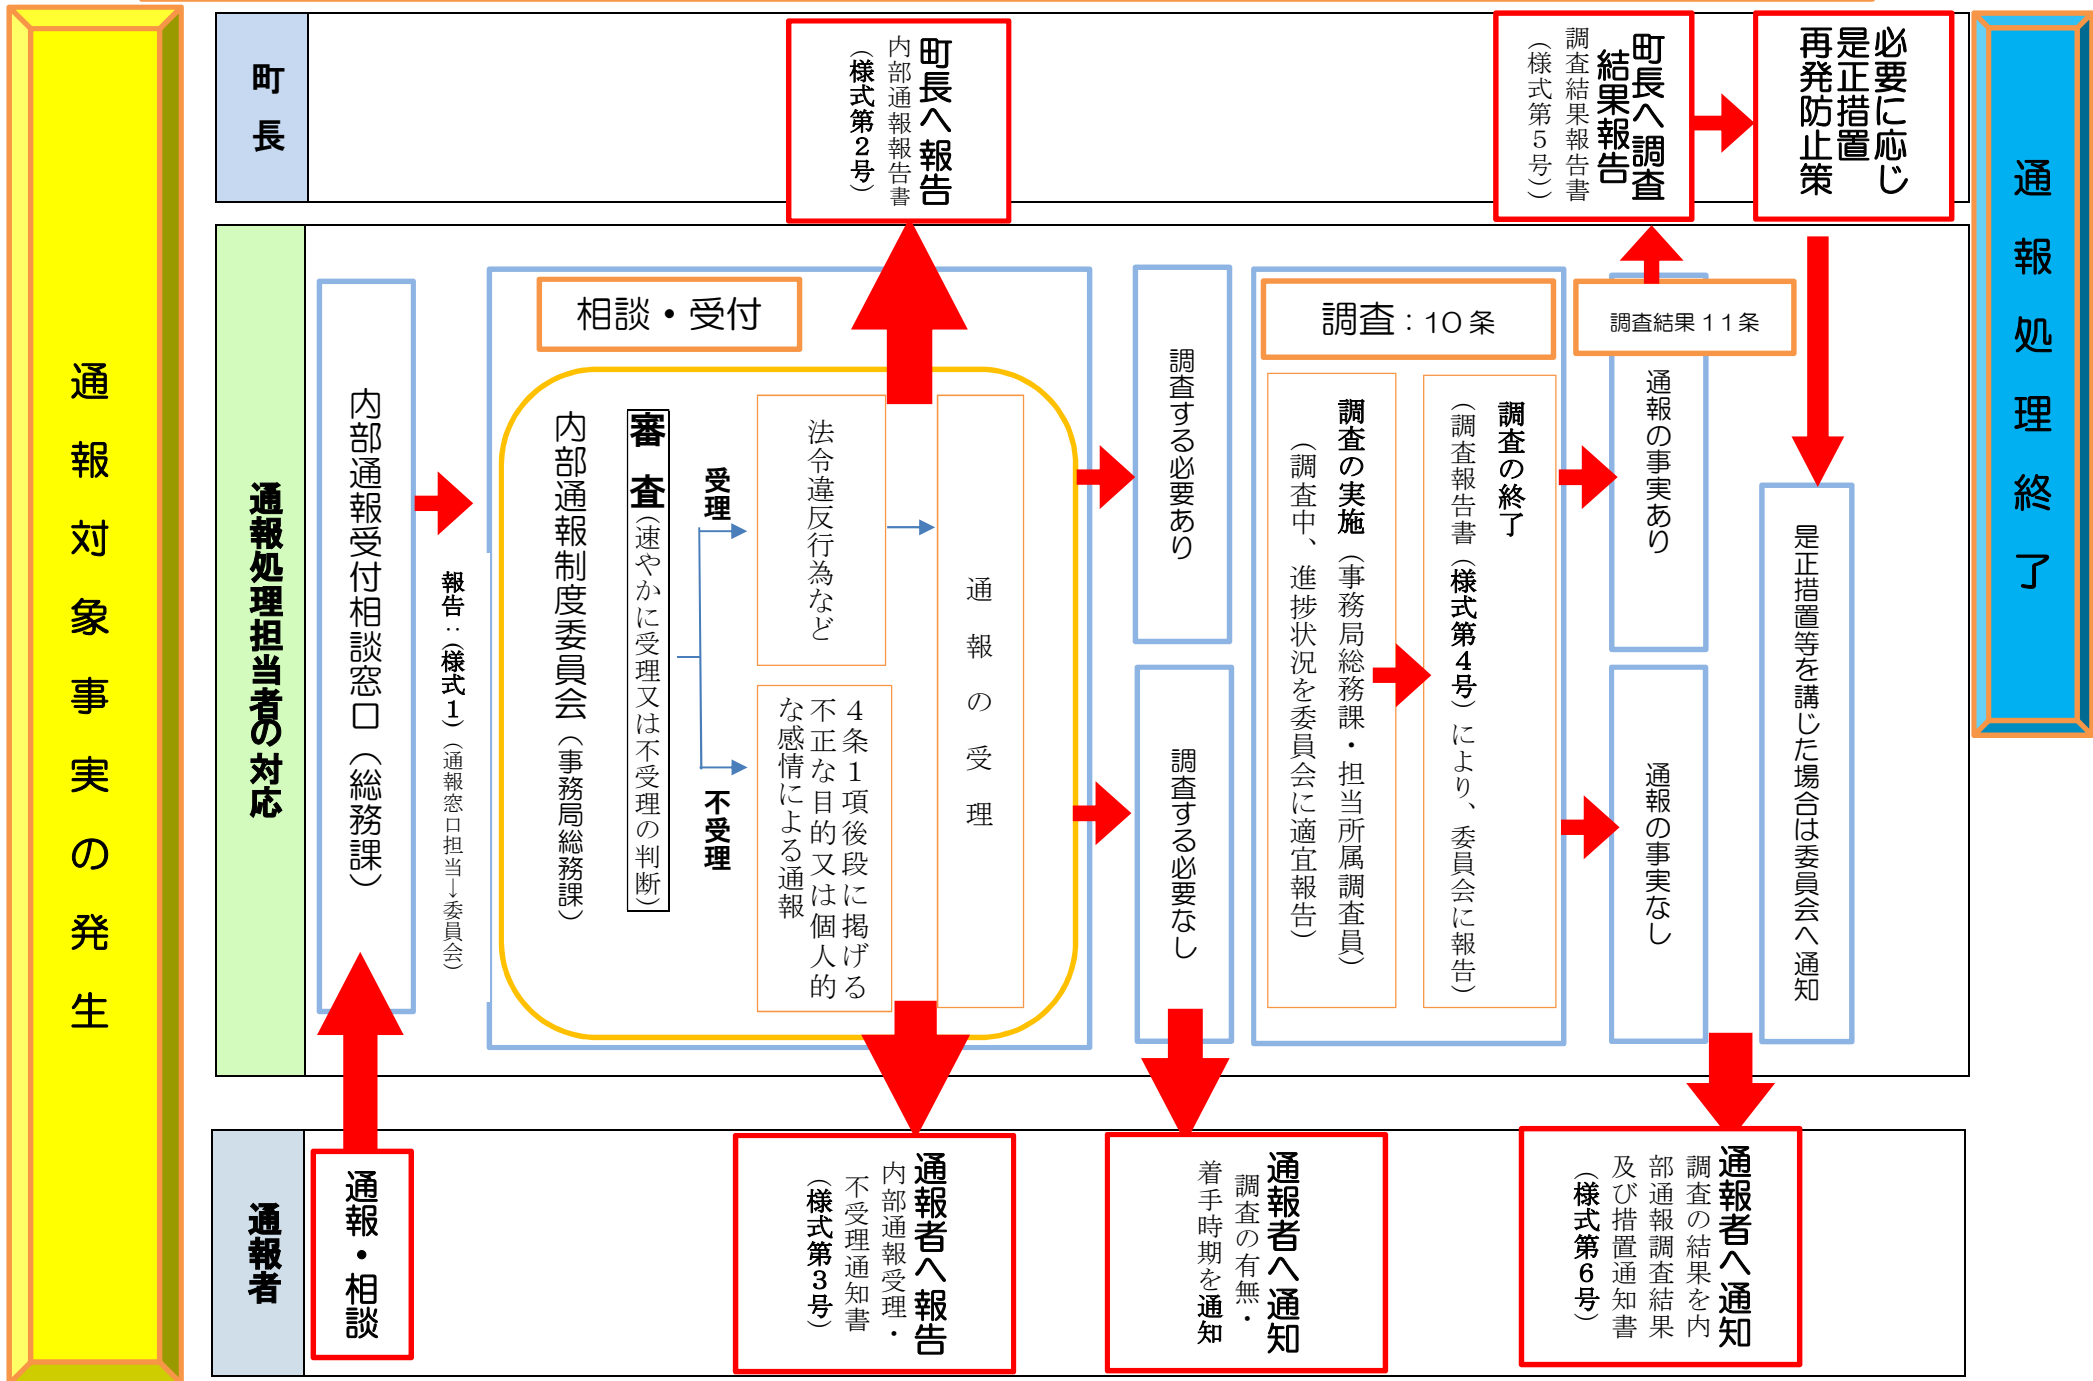 通報対象事実の発生
町長
町長へ報告
内部通報報告書
（様式第２号）
町長へ調査
結果報告
調査結果報告書
（様式第５号））
必要に応じ
是正措置
再発防止策
通報処理終了
通報処理担当者の対応
内部通報受付相談窓口（総務課）
報告：（様式１）（通報窓口担当→委員会）
相談・受付
内部通報制度委員会（事務局総務課）
審　査（速やかに受理又は不受理の判断）
受理
不受理
法令違反行為など
４条１項後段に掲げる
不正な目的又は個人的
な感情による通報
通報の受理
調査する必要あり
調査する必要なし
調査：10条
調査の実施（事務局総務課・担当所属調査員）
（調査中、進捗状況を委員会に適宜報告）
調査の終了
（調査報告書（様式第４号）により、委員会に報告）
調査結果１１条
通報の事実あり
通報の事実なし
是正措置等を講じた場合は委員会へ通知
通報者
通報・相談
通報者へ報告
内部通報受理・
不受理通知書
（様式第３号）
通報者へ通知
調査の有無・
着手時期を通知
通報者へ通知
調査の結果を内
部通報調査結果
及び措置通知書
（様式第６号）